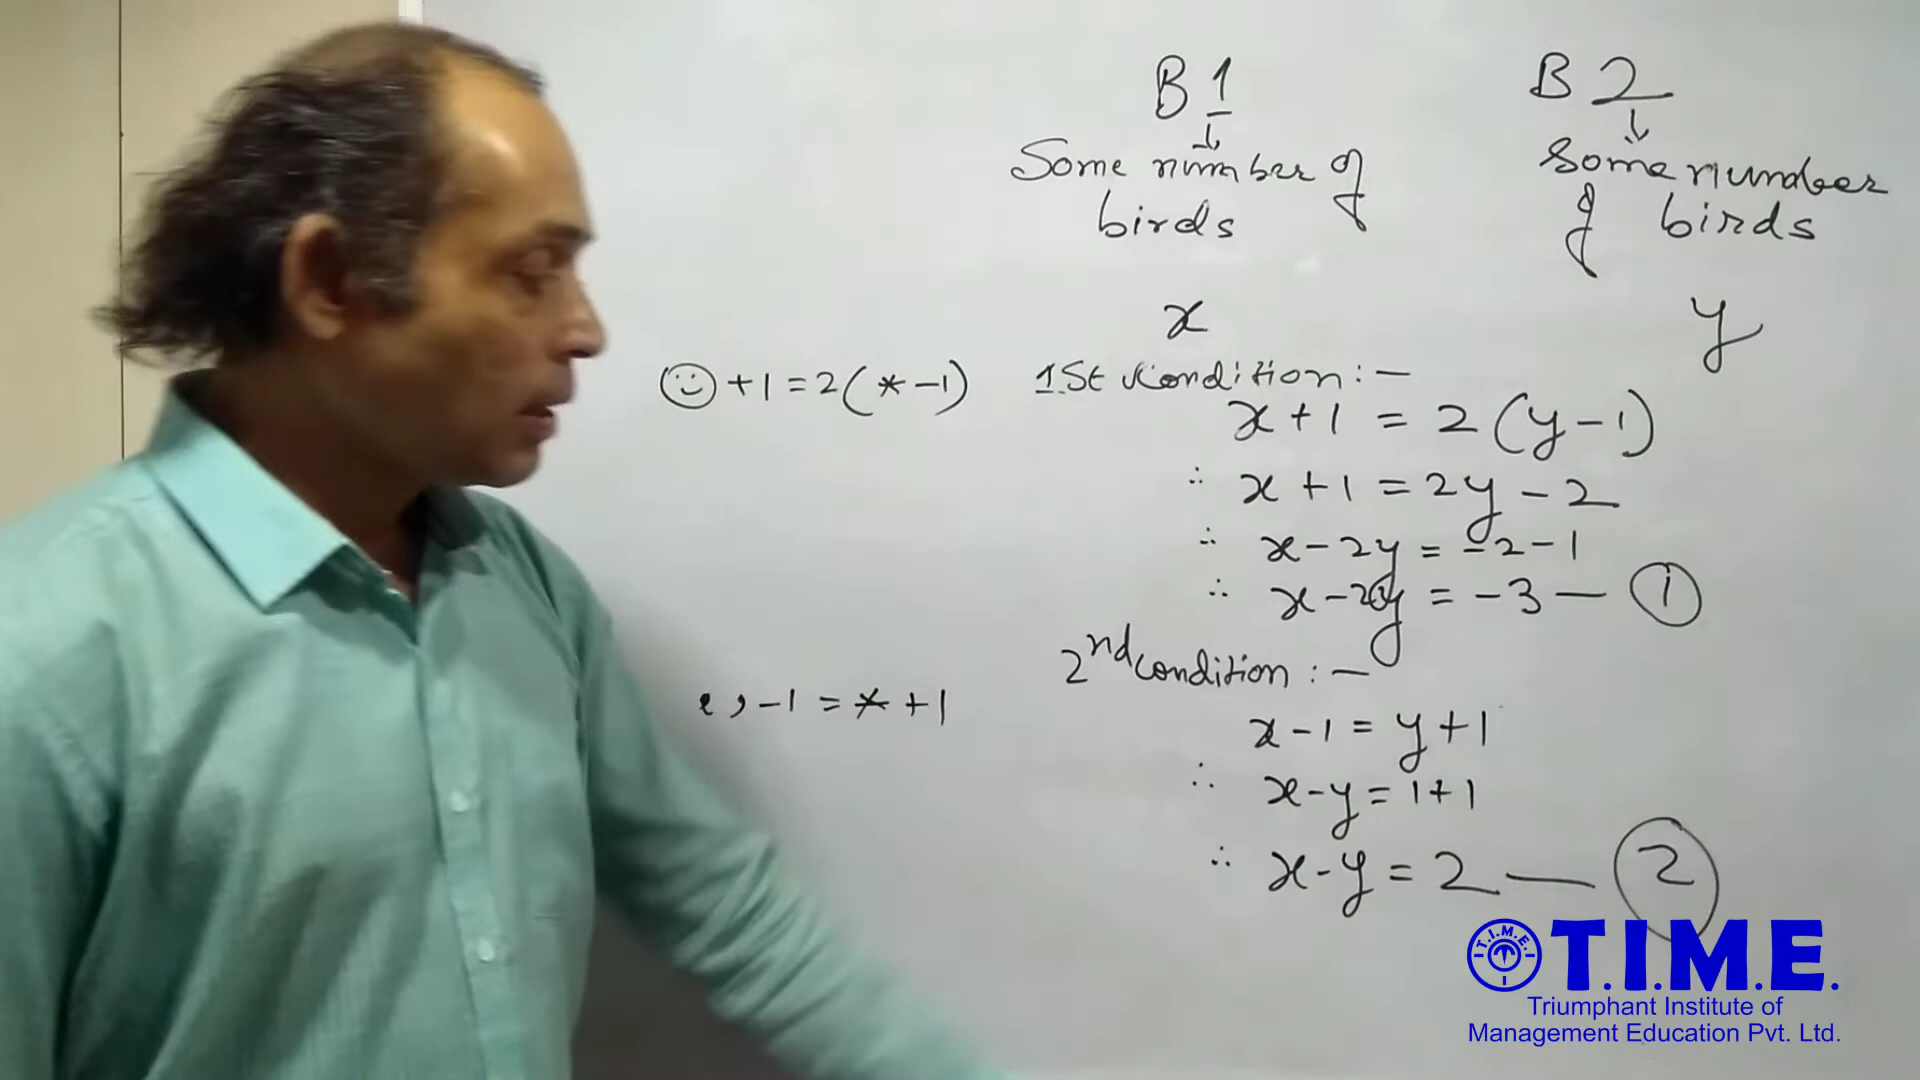 B1
B2
Some number of
birds
Some number
of birds
x
y
+1=2(*-1)
1st condition:-
x+1=2(y-1)
∴ x+1=2y-2
∴ x-2y=-2-1
∴ x-2y=-3— 1
2nd condition:-
-1=*+1
x-1=y+1
∴ x-y=1+1
∴ x-y=2— 2
T.I.M.E.
T.I.M.E.
Triumphant Institute of
Management Education Pvt. Ltd.